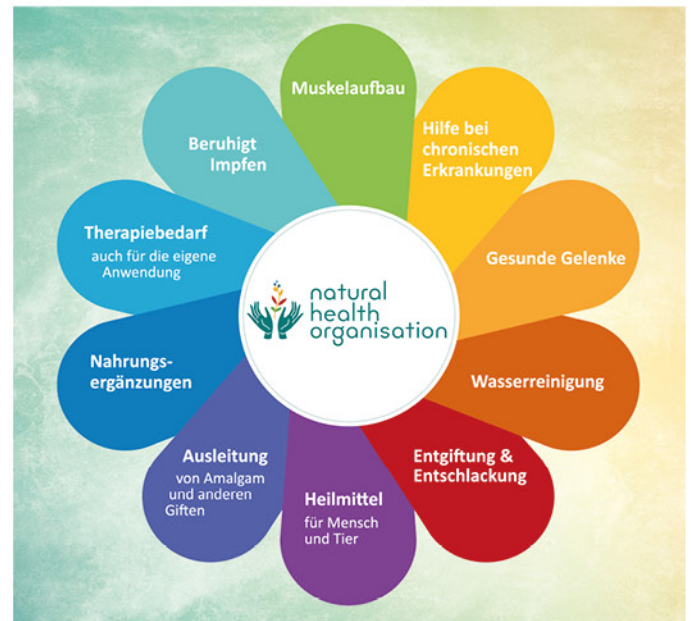 Muskelaufbau
Hilfe bei
chronischen
Erkrankungen
Gesunde Gelenke
Wasserreinigung
Entgiftung &
Entschlackung
Heilmittel
für Mensch
und Tier
Ausleitung
von Amalgam
und anderen
Giften
Nahrungs-
ergänzungen
Therapiebedarf
auch für die eigene
Anwendung
Beruhigt
Impfen
natural
health
organisation